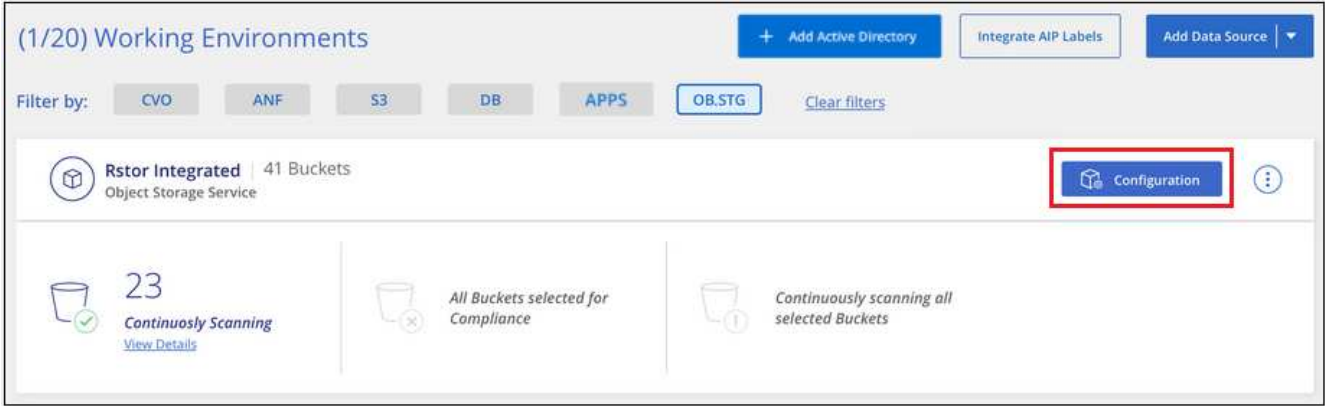 (1/20) Working Environments
+ Add Active Directory
Integrate AIP Labels
Add Data Source
Filter by: CVO ANF S3 DB APPS OB.STG Clear filters
Rstor Integrated | 41 Buckets
Object Storage Service
Configuration
23
Continuosly Scanning
View Details
All Buckets selected for
Compliance
Continuously scanning all
selected Buckets